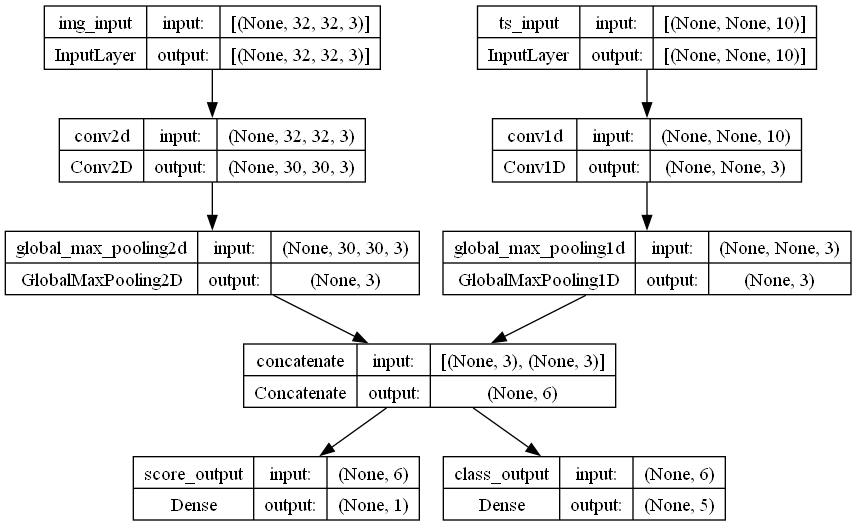 img_input input: [(None, 32, 32, 3)]
InputLayer output: [(None, 32, 32, 3)]
ts_input input: [(None, None, 10)]
InputLayer output: [(None, None, 10)]
conv2d input: (None, 32, 32, 3)
Conv2D output: (None, 30, 30, 3)
conv1d input: (None, None, 10)
Conv1D output: (None, None, 3)
global_max_pooling2d input: (None, 30, 30, 3)
GlobalMaxPooling2D output: (None, 3)
global_max_pooling1d input: (None, None, 3)
GlobalMaxPooling1D output: (None, 3)
concatenate input: [(None, 3), (None, 3)]
Concatenate output: (None, 6)
score_output input: (None, 6)
Dense output: (None, 1)
class_output input: (None, 6)
Dense output: (None, 5)